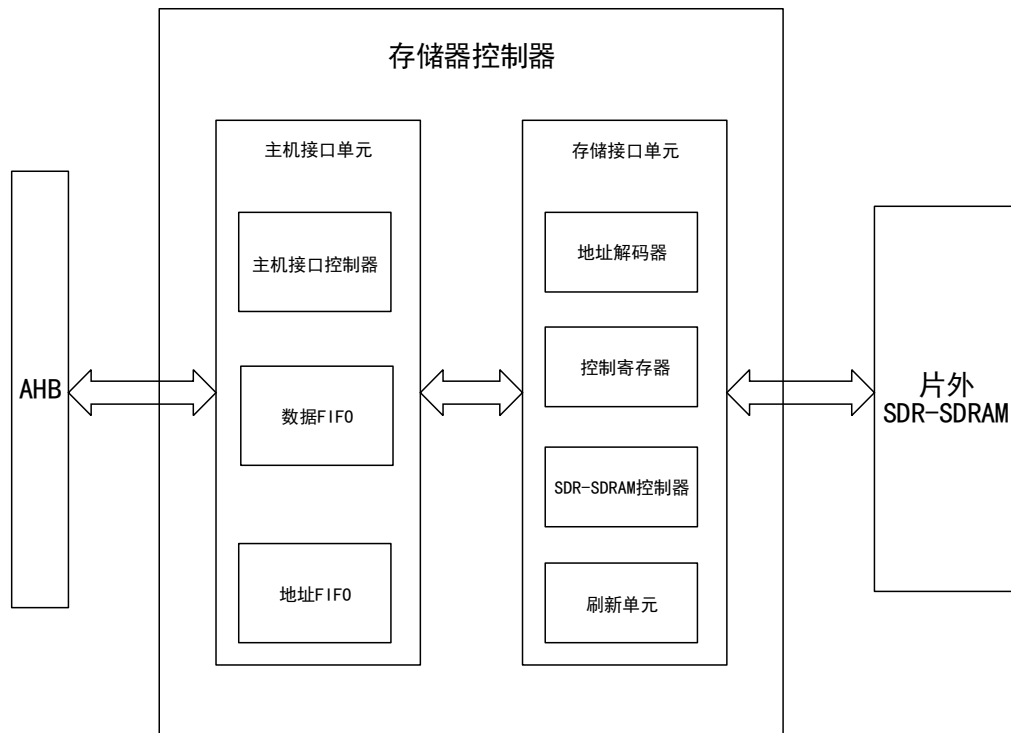 存储器控制器
主机接口单元
主机接口控制器
数据FIFO
地址FIFO
存储接口单元
地址解码器
控制寄存器
SDR-SDRAM控制器
刷新单元
AHB
片外
SDR-SDRAM